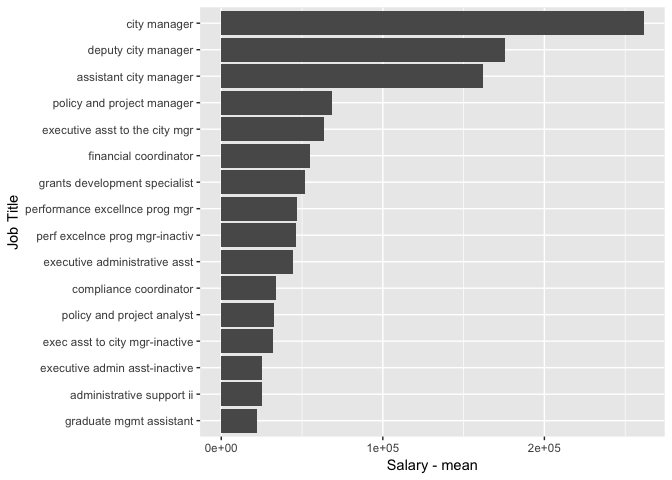 city manager
deputy city manager
assistant city manager
policy and project manager
executive asst to the city mgr
financial coordinator
grants development specialist
performance excellnce prog mgr
perf excelnce prog mgr-inactiv
executive administrative asst
compliance coordinator
policy and project analyst
exec asst to city mgr-inactive
executive admin asst-inactive
administrative support ii
graduate mgmt assistant
Job Title
0e+00 1e+05 2e+05
Salary - mean